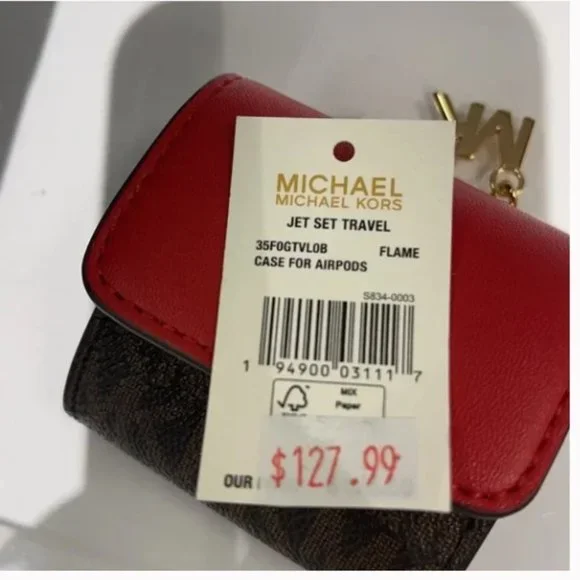 MICHAEL
MICHAEL KORS
JET SET TRAVEL
35F0GTVL0B FLAME
CASE FOR AIRPODS
S834-0003
1 94900 03111 7
MIX
Paper
OUR
$127.99